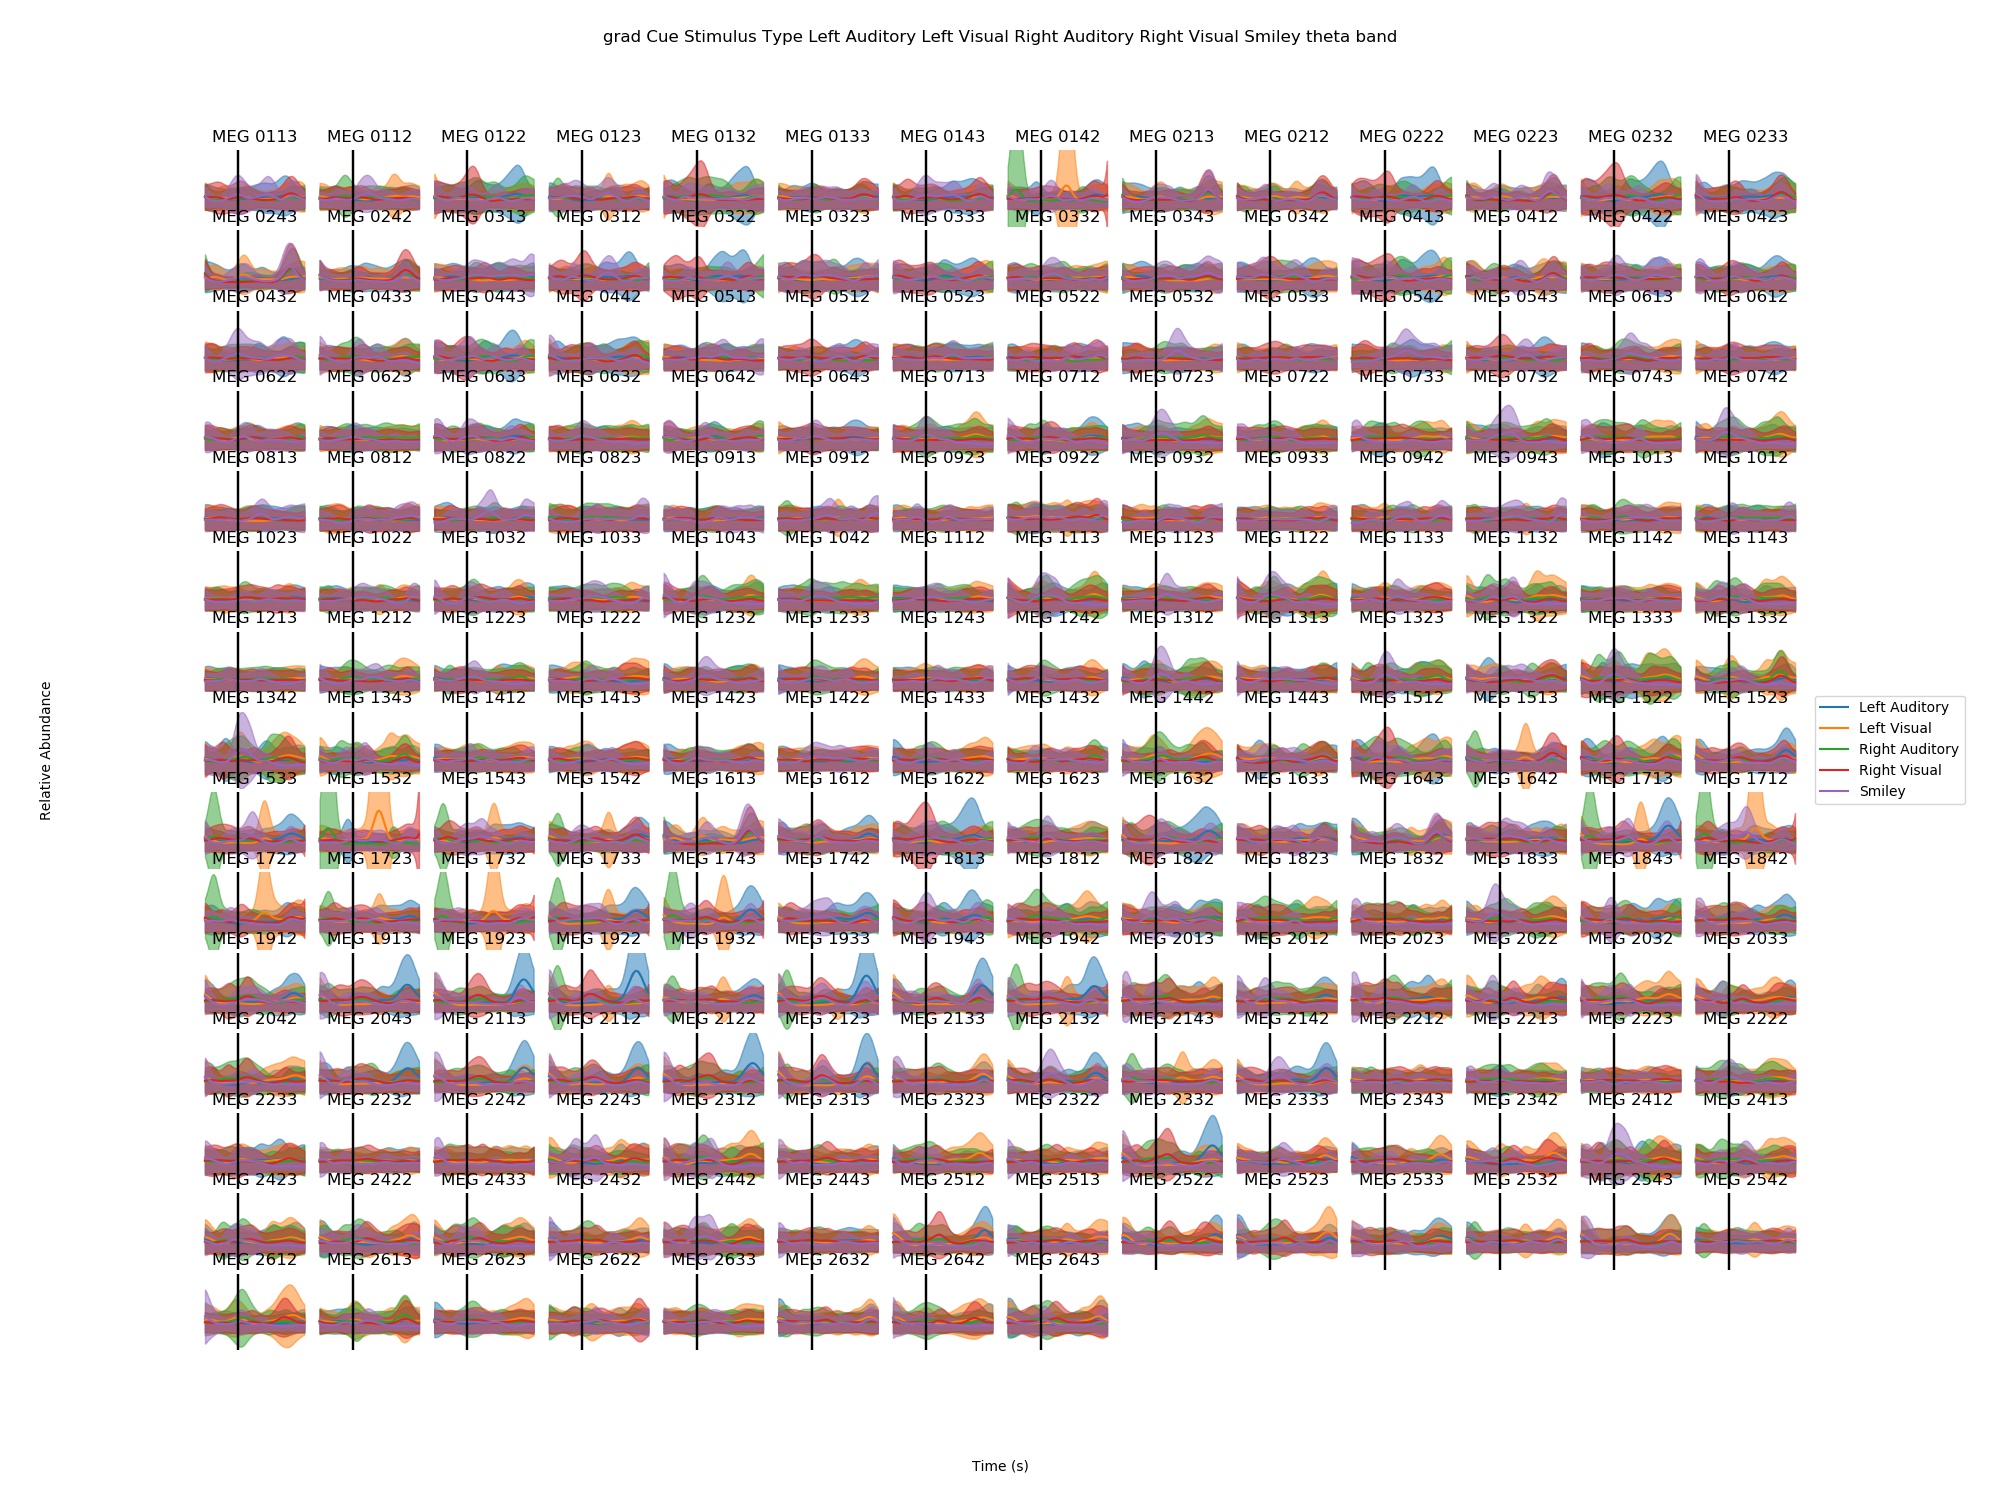 grad Cue Stimulus Type Left Auditory Left Visual Right Auditory Right Visual Smiley theta band
MEG 0113 MEG 0112 MEG 0122 MEG 0123 MEG 0132 MEG 0133 MEG 0143 MEG 0142 MEG 0213 MEG 0212 MEG 0222 MEG 0223 MEG 0232 MEG 0233
MEG 0243 MEG 0242 MEG 0313 MEG 0312 MEG 0322 MEG 0323 MEG 0333 MEG 0332 MEG 0343 MEG 0342 MEG 0413 MEG 0412 MEG 0422 MEG 0423
MEG 0432 MEG 0433 MEG 0443 MEG 0442 MEG 0513 MEG 0512 MEG 0523 MEG 0522 MEG 0532 MEG 0533 MEG 0542 MEG 0543 MEG 0613 MEG 0612
MEG 0622 MEG 0623 MEG 0633 MEG 0632 MEG 0642 MEG 0643 MEG 0713 MEG 0712 MEG 0723 MEG 0722 MEG 0733 MEG 0732 MEG 0743 MEG 0742
MEG 0813 MEG 0812 MEG 0822 MEG 0823 MEG 0913 MEG 0912 MEG 0923 MEG 0922 MEG 0932 MEG 0933 MEG 0942 MEG 0943 MEG 1013 MEG 1012
MEG 1023 MEG 1022 MEG 1032 MEG 1033 MEG 1043 MEG 1042 MEG 1112 MEG 1113 MEG 1123 MEG 1122 MEG 1133 MEG 1132 MEG 1142 MEG 1143
MEG 1213 MEG 1212 MEG 1223 MEG 1222 MEG 1232 MEG 1233 MEG 1243 MEG 1242 MEG 1312 MEG 1313 MEG 1323 MEG 1322 MEG 1333 MEG 1332
MEG 1342 MEG 1343 MEG 1412 MEG 1413 MEG 1423 MEG 1422 MEG 1433 MEG 1432 MEG 1442 MEG 1443 MEG 1512 MEG 1513 MEG 1522 MEG 1523
MEG 1533 MEG 1532 MEG 1543 MEG 1542 MEG 1613 MEG 1612 MEG 1622 MEG 1623 MEG 1632 MEG 1633 MEG 1643 MEG 1642 MEG 1713 MEG 1712
MEG 1722 MEG 1723 MEG 1732 MEG 1733 MEG 1743 MEG 1742 MEG 1813 MEG 1812 MEG 1822 MEG 1823 MEG 1832 MEG 1833 MEG 1843 MEG 1842
MEG 1912 MEG 1913 MEG 1923 MEG 1922 MEG 1932 MEG 1933 MEG 1943 MEG 1942 MEG 2013 MEG 2012 MEG 2023 MEG 2022 MEG 2032 MEG 2033
MEG 2042 MEG 2043 MEG 2113 MEG 2112 MEG 2122 MEG 2123 MEG 2133 MEG 2132 MEG 2143 MEG 2142 MEG 2212 MEG 2213 MEG 2223 MEG 2222
MEG 2233 MEG 2232 MEG 2242 MEG 2243 MEG 2312 MEG 2313 MEG 2323 MEG 2322 MEG 2332 MEG 2333 MEG 2343 MEG 2342 MEG 2412 MEG 2413
MEG 2423 MEG 2422 MEG 2433 MEG 2432 MEG 2442 MEG 2443 MEG 2512 MEG 2513 MEG 2522 MEG 2523 MEG 2533 MEG 2532 MEG 2543 MEG 2542
MEG 2612 MEG 2613 MEG 2623 MEG 2622 MEG 2633 MEG 2632 MEG 2642 MEG 2643
Relative Abundance
Left Auditory
Left Visual
Right Auditory
Right Visual
Smiley
Time (s)